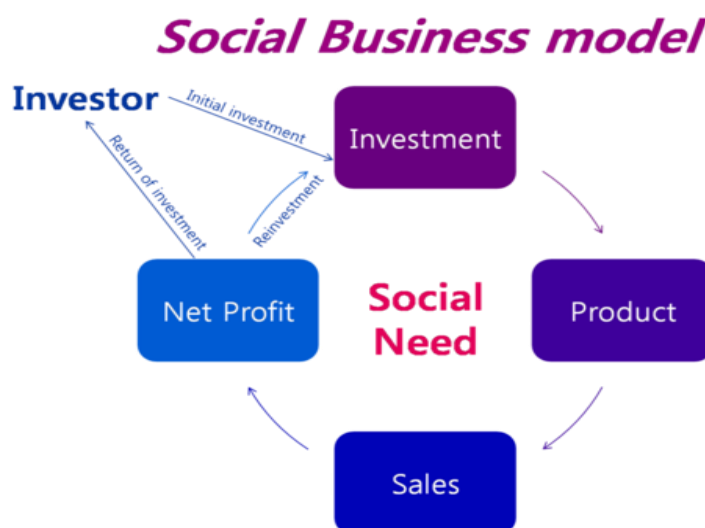 Social Business model
Investor
Initial investment
Investment
Return of investment
Reinvestment
Net Profit
Social
Need
Product
Sales